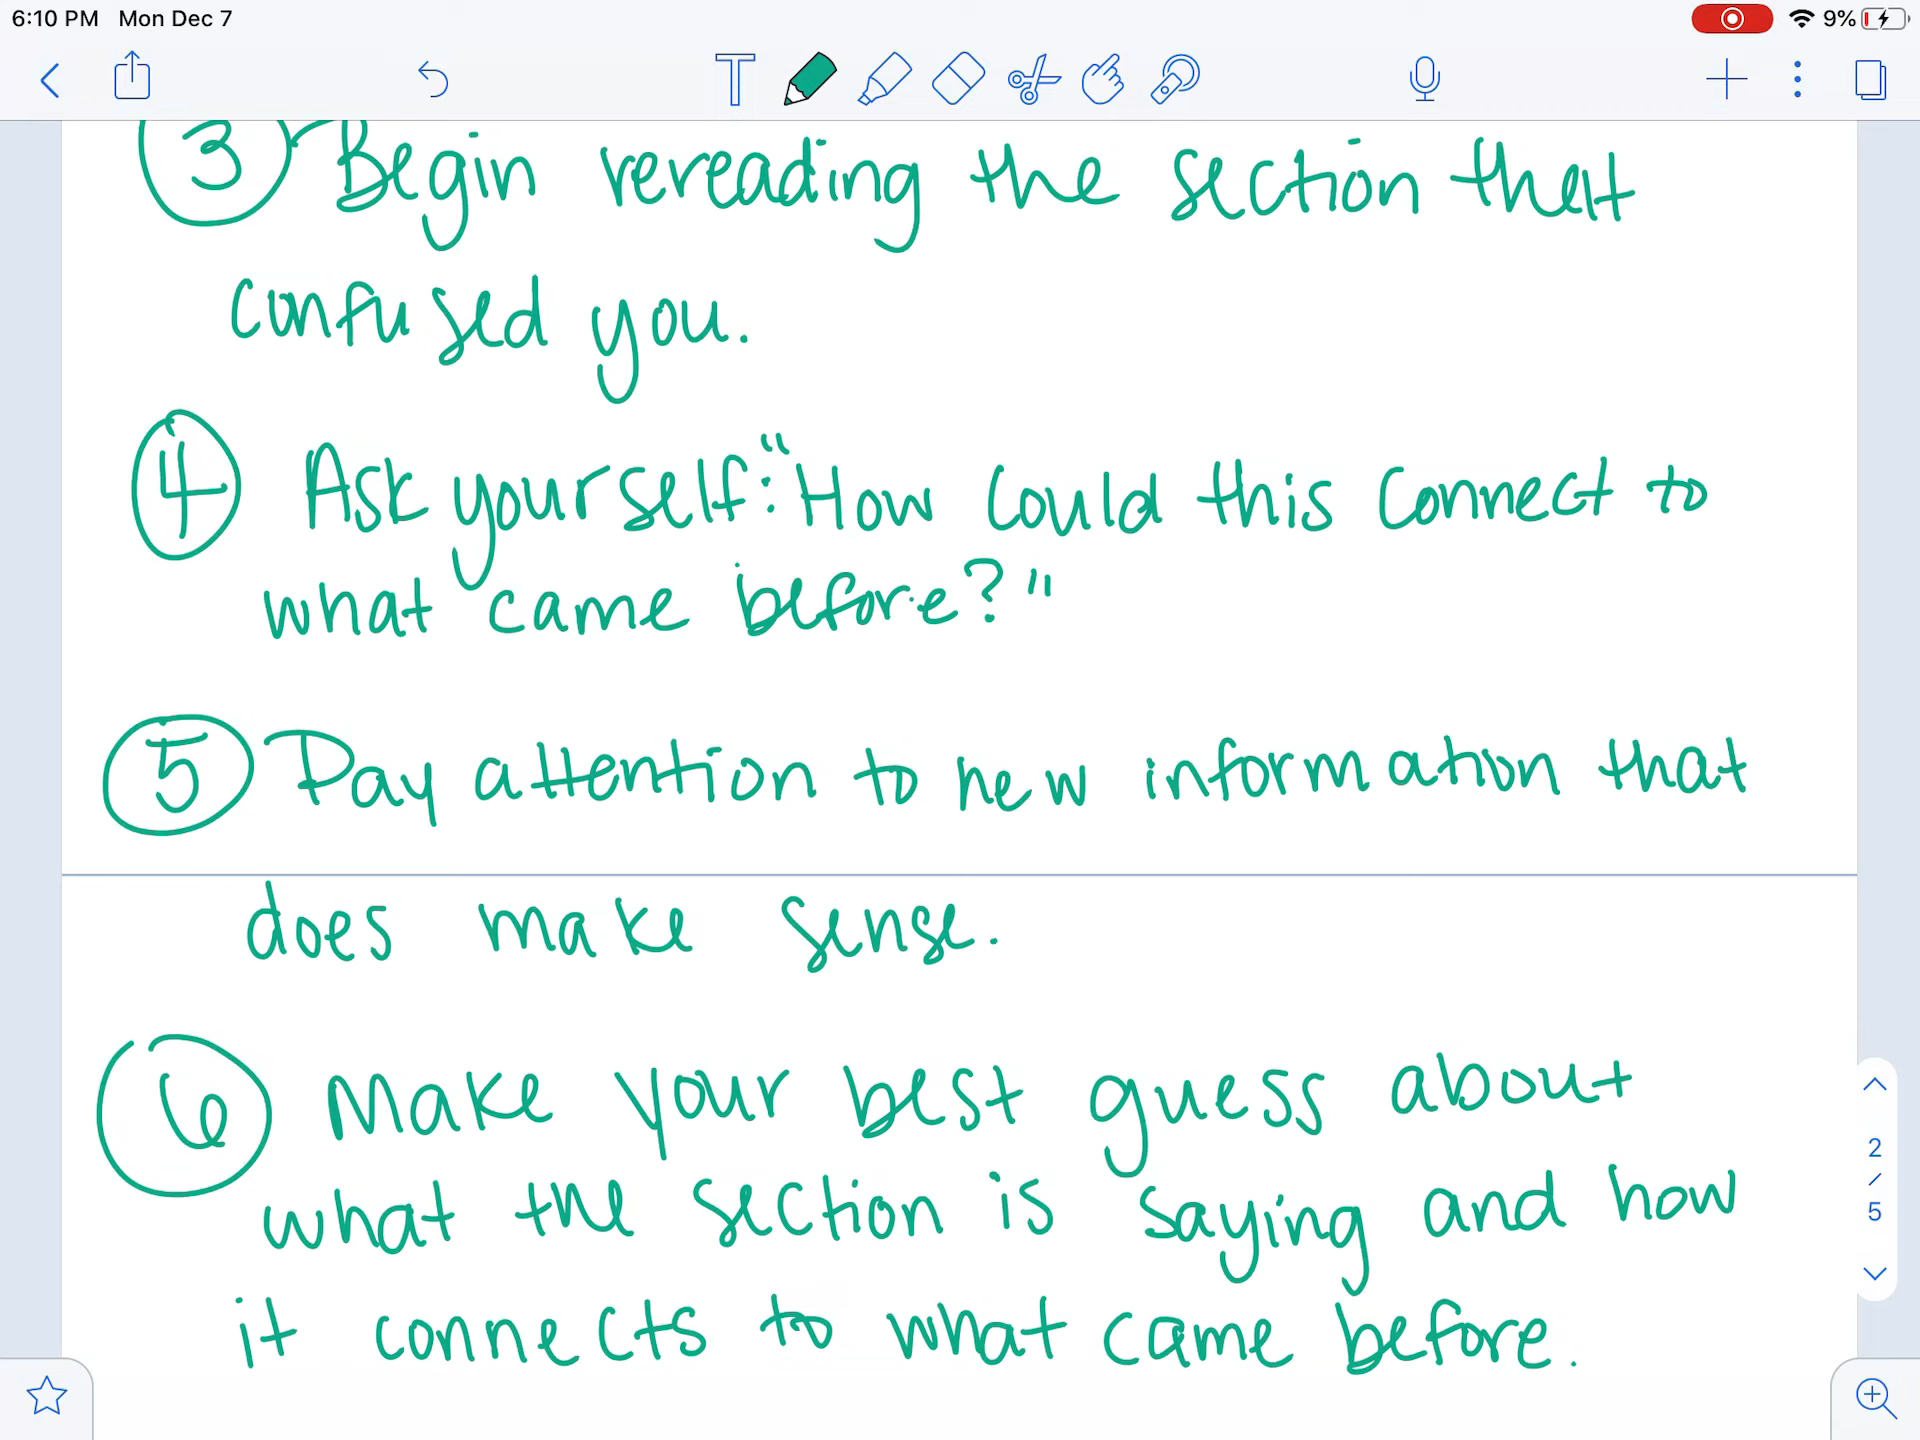 6:10 PM Mon Dec 7
9%
T
3 Begin rereading the section that
confused you.
4 Ask yourself: "How could this connect to
what came before?"
5 Pay attention to new information that
does make sense.
6 Make your best guess about
what the section is saying and how
it connects to what came before.
2
/
5